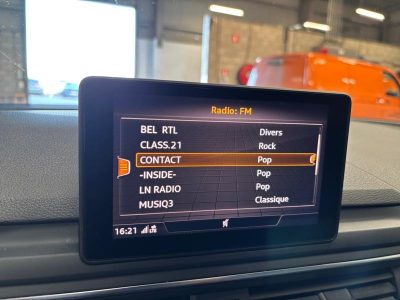 Radio: FM
BEL RTL Divers
CLASS.21 Rock
CONTACT Pop
-INSIDE- Pop
LN RADIO Pop
MUSIQ3 Classique
16:21